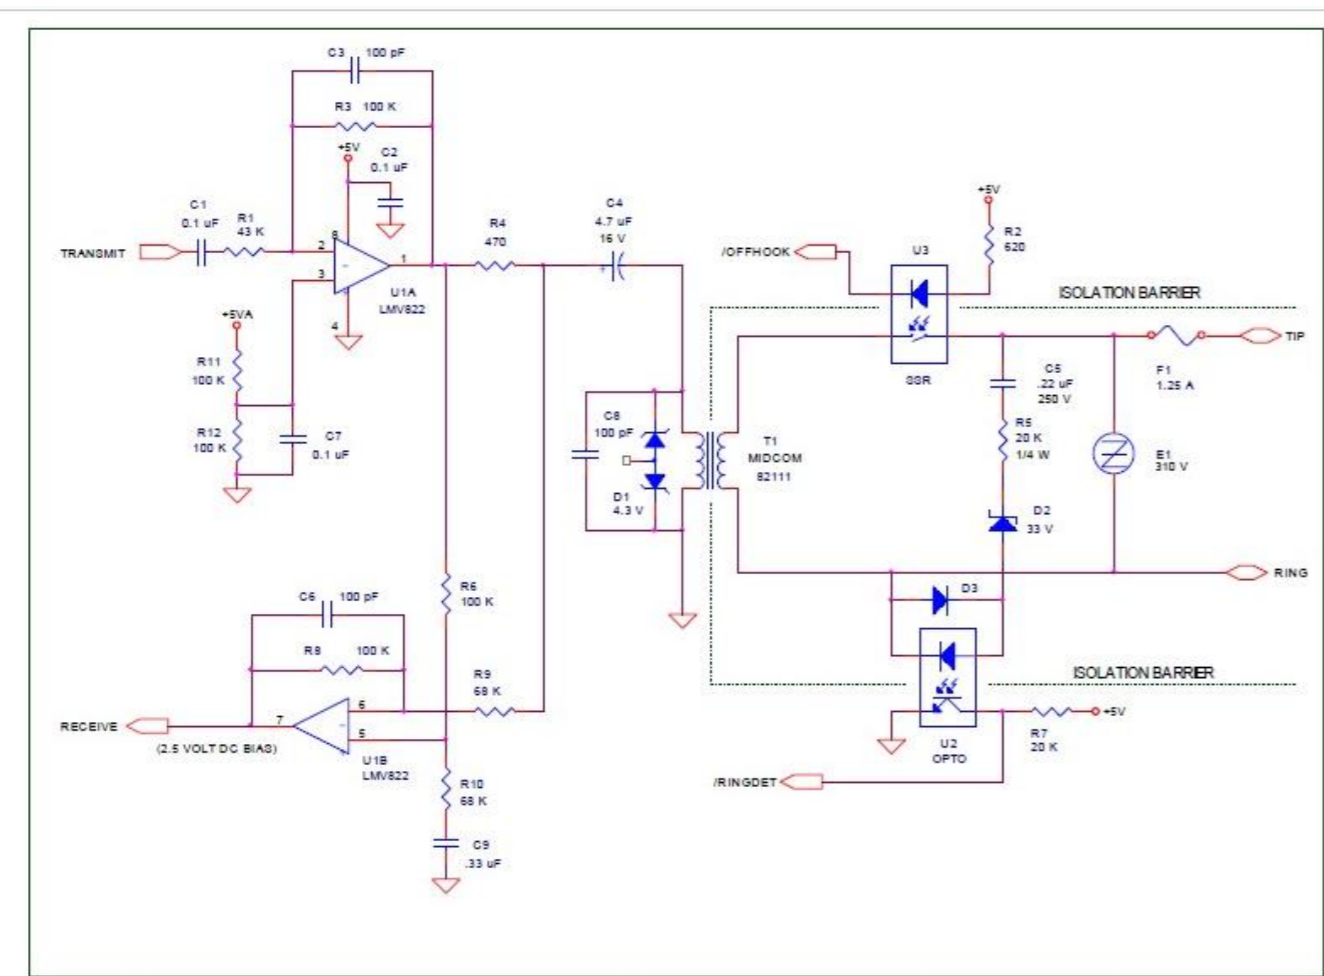 C3 100 pF
R3 100 K
+5V
C2
0.1 uF
C1
0.1 uF
R1
43 K
TRANSMIT
2
8
3
1
4
U1A
LMV822
R4
470
C4
4.7 uF
16 V
+
+5VA
R11
100 K
R12
100 K
C7
0.1 uF
+5V
R2
620
/OFFHOOK
U3
SSR
ISOLATION BARRIER
TIP
F1
1.25 A
C5
.22 uF
250 V
R5
20 K
1/4 W
E1
310 V
D2
33 V
C8
100 pF
D1
4.3 V
T1
MIDCOM
82111
RING
D3
ISOLATION BARRIER
+5V
R7
20 K
U2
OPTO
/RINGDET
R6
100 K
C6 100 pF
R8 100 K
R9
68 K
RECEIVE
7
6
5
(2.5 VOLT DC BIAS)
U1B
LMV822
R10
68 K
C9
.33 uF